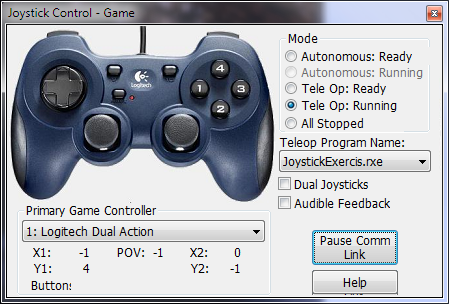 Joystick Control - Game
Logitech
4
1
3
2
Mode
Autonomous: Ready
Autonomous: Running
Tele Op: Ready
Tele Op: Running
All Stopped
Teleop Program Name:
JoystickExercis.rxe
Dual Joysticks
Audible Feedback
Primary Game Controller
1: Logitech Dual Action
X1: -1 POV: -1 X2: 0
Y1: 4 Y2: -1
Buttons
Pause Comm
Link
Help